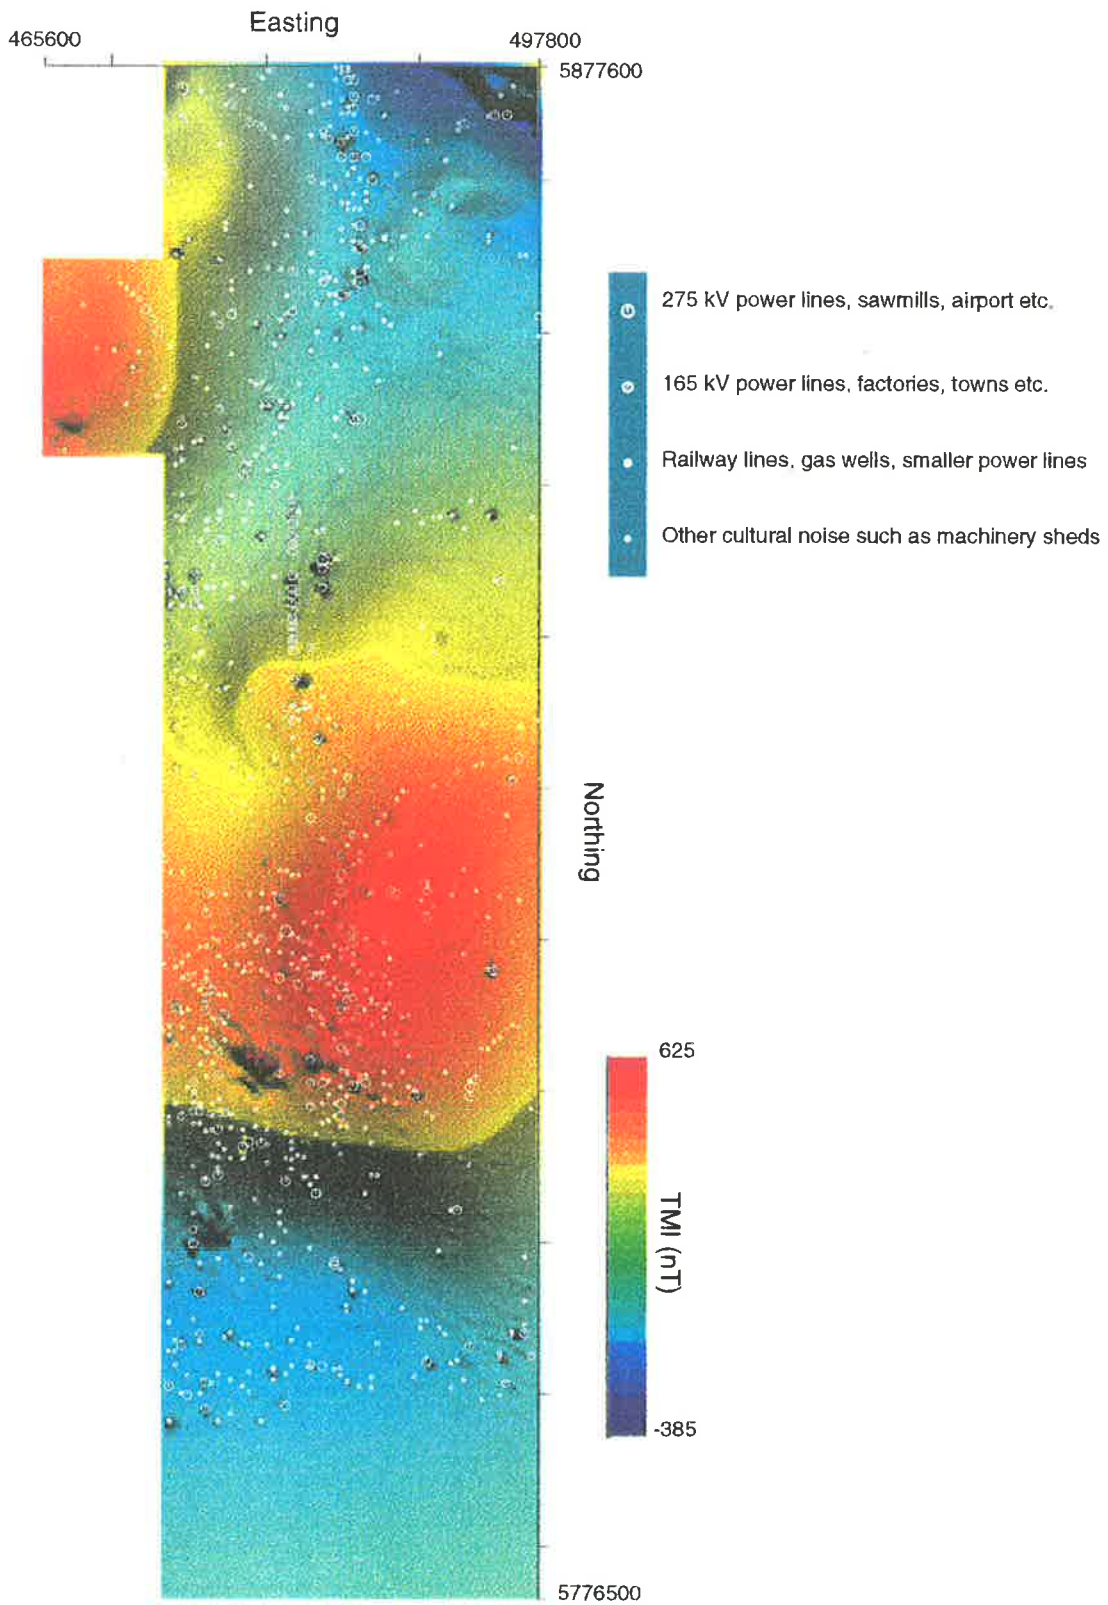 Easting
465600
497800
5877600
275 kV power lines, sawmills, airport etc.
165 kV power lines, factories, towns etc.
Railway lines, gas wells, smaller power lines
Other cultural noise such as machinery sheds
Northing
625
TMI (nT)
-385
5776500